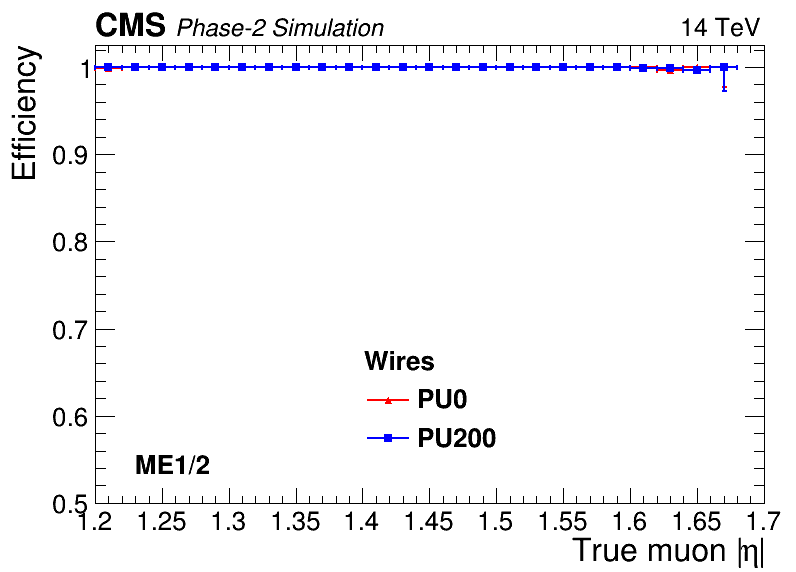 CMS Phase-2 Simulation 14 TeV
Efficiency
1
0.9
0.8
0.7
0.6
0.5
Wires
PU0
PU200
ME1/2
1.2 1.25 1.3 1.35 1.4 1.45 1.5 1.55 1.6 1.65 1.7
True muon |η|